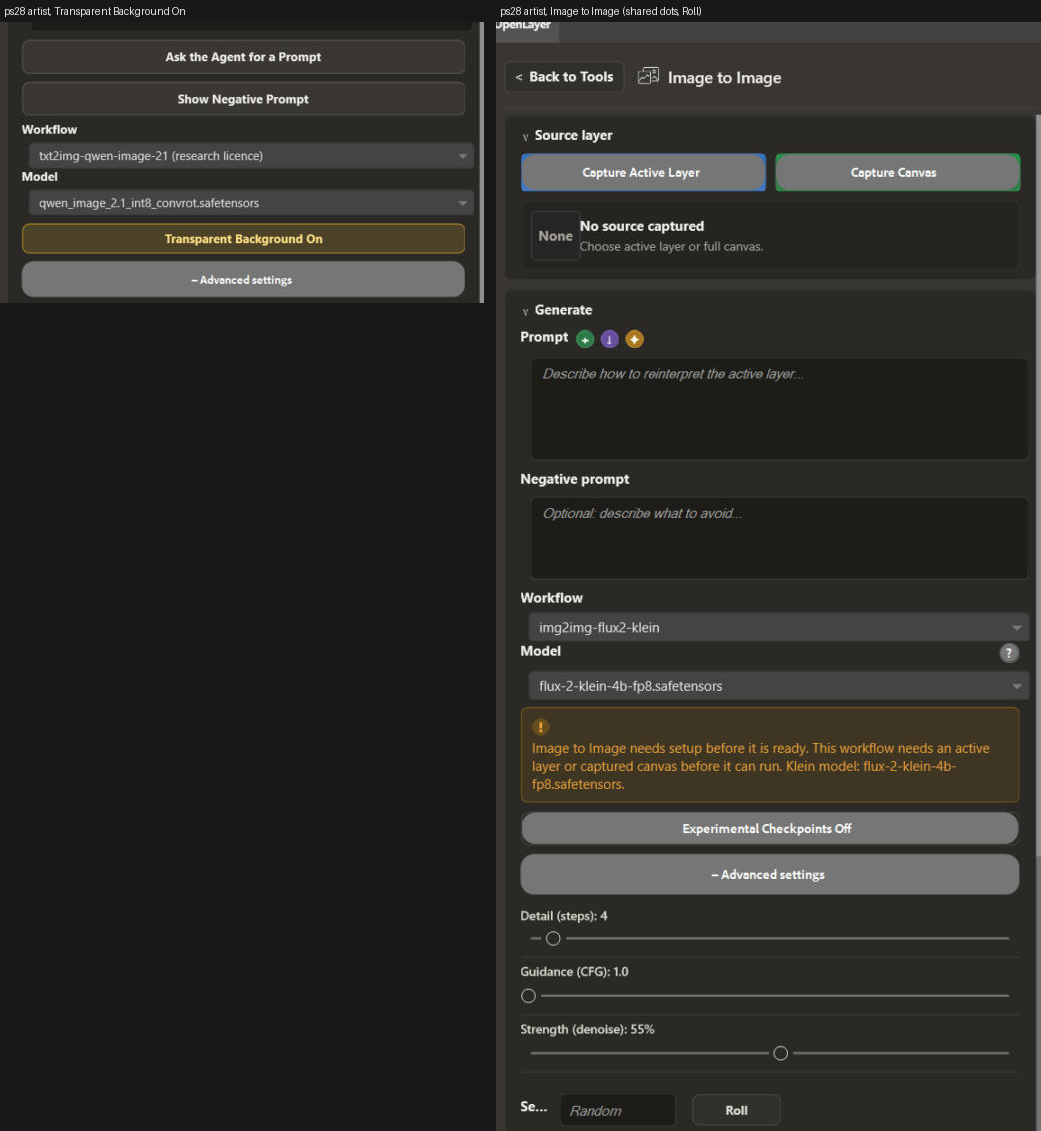 ps28 artist, Transparent Background On
Ask the Agent for a Prompt
Show Negative Prompt
Workflow
txt2img-qwen-image-21 (research licence)
Model
qwen_image_2.1_int8_convrot.safetensors
Transparent Background On
– Advanced settings
ps28 artist, Image to Image (shared dots, Roll)
OpenLayer
< Back to Tools
Image to Image
v Source layer
Capture Active Layer
Capture Canvas
None
No source captured
Choose active layer or full canvas.
v Generate
Prompt + ↓ ✦
Describe how to reinterpret the active layer...
Negative prompt
Optional: describe what to avoid...
Workflow
img2img-flux2-klein
Model
?
flux-2-klein-4b-fp8.safetensors
!
Image to Image needs setup before it is ready. This workflow needs an active
layer or captured canvas before it can run. Klein model: flux-2-klein-4b-
fp8.safetensors.
Experimental Checkpoints Off
– Advanced settings
Detail (steps): 4
Guidance (CFG): 1.0
Strength (denoise): 55%
Se...
Random
Roll